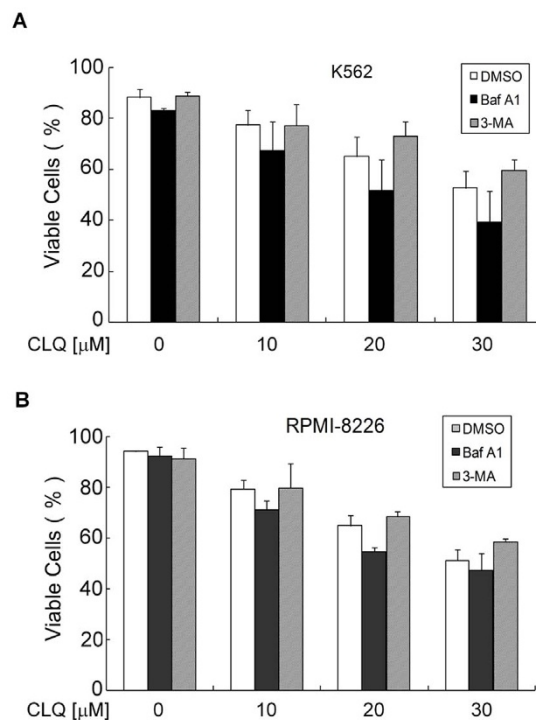 A
K562
DMSO
Baf A1
3-MA
Viable Cells ( % )
100
80
60
40
20
0
CLQ [μM] 0 10 20 30
B
RPMI-8226
DMSO
Baf A1
3-MA
Viable Cells ( % )
100
80
60
40
20
0
CLQ [μM] 0 10 20 30